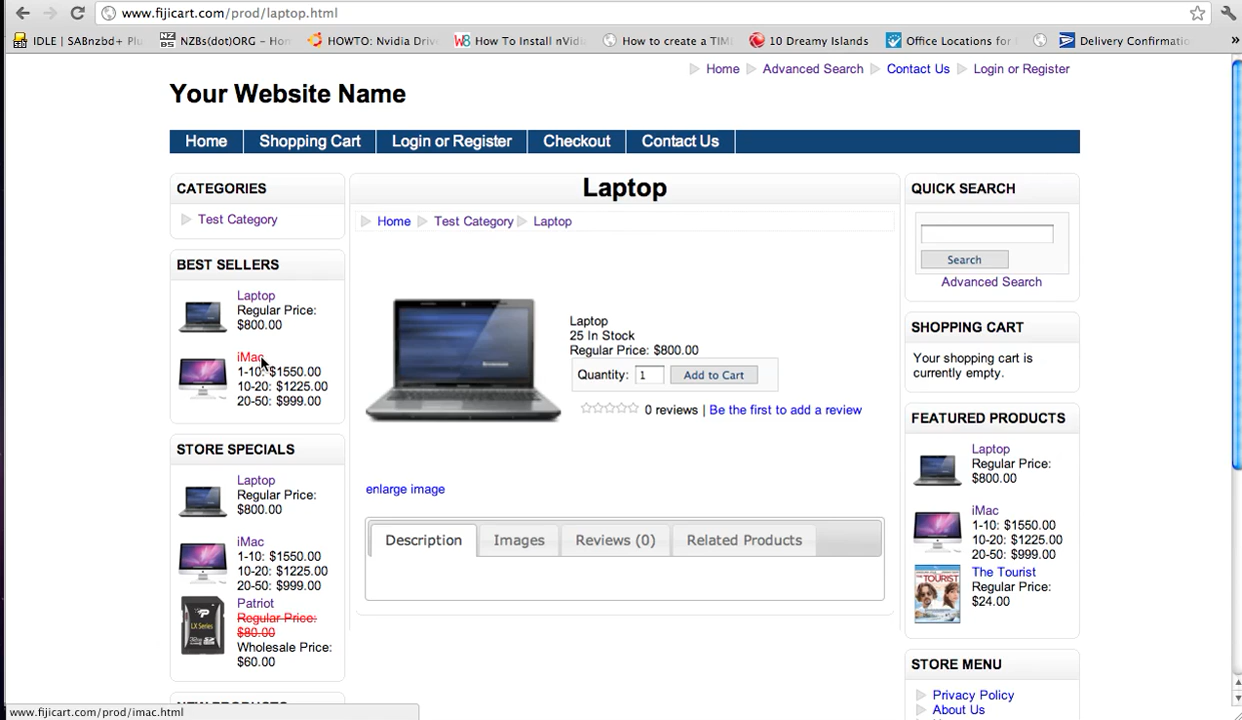 www.fijicart.com/prod/laptop.html
IDLE | SABnzbd+
NZBs(dot)ORG - Hom
HOWTO: Nvidia Drive
How To Install nVidi
How to create a TIM
10 Dreamy Islands
Office Locations for
Delivery Confirmatio
Home
Advanced Search
Contact Us
Login or Register
Your Website Name
Home
Shopping Cart
Login or Register
Checkout
Contact Us
CATEGORIES
Test Category
BEST SELLERS
Laptop
Regular Price:
$800.00
iMac
1-10: $1550.00
10-20: $1225.00
20-50: $999.00
STORE SPECIALS
Laptop
Regular Price:
$800.00
iMac
1-10: $1550.00
10-20: $1225.00
20-50: $999.00
LX Series
Patriot
Regular Price:
$80.00
Wholesale Price:
$60.00
NEW PRODUCTS
Laptop
Home
Test Category
Laptop
Laptop
25 In Stock
Regular Price: $800.00
Quantity: 1
Add to Cart
0 reviews | Be the first to add a review
enlarge image
Description
Images
Reviews (0)
Related Products
QUICK SEARCH
Search
Advanced Search
SHOPPING CART
Your shopping cart is
currently empty.
FEATURED PRODUCTS
Laptop
Regular Price:
$800.00
iMac
1-10: $1550.00
10-20: $1225.00
20-50: $999.00
TOURIST
The Tourist
Regular Price:
$24.00
STORE MENU
Privacy Policy
About Us
www.fijicart.com/prod/imac.html